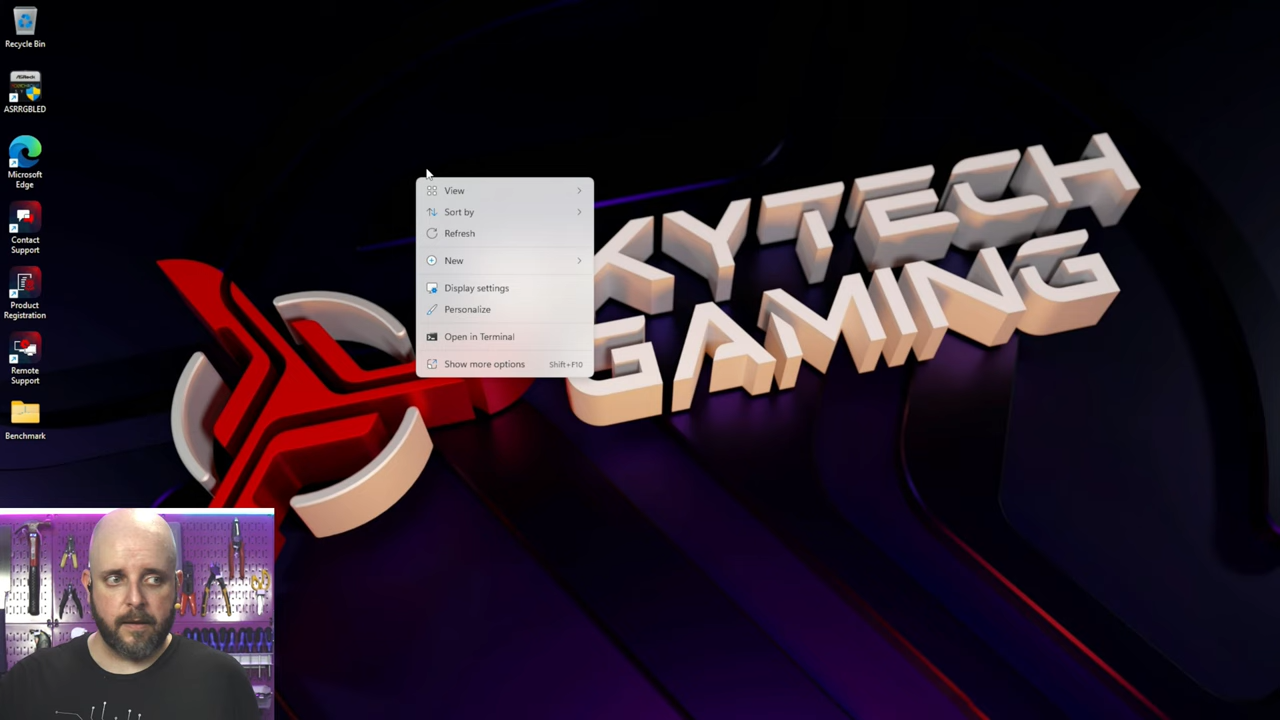 Recycle Bin
ASRock
ASRRGBLED
Microsoft
Edge
Contact
Support
Product
Registration
Remote
Support
Benchmark
View
Sort by
Refresh
New
Display settings
Personalize
Open in Terminal
Show more options Shift+F10
KYTECH
GAMING